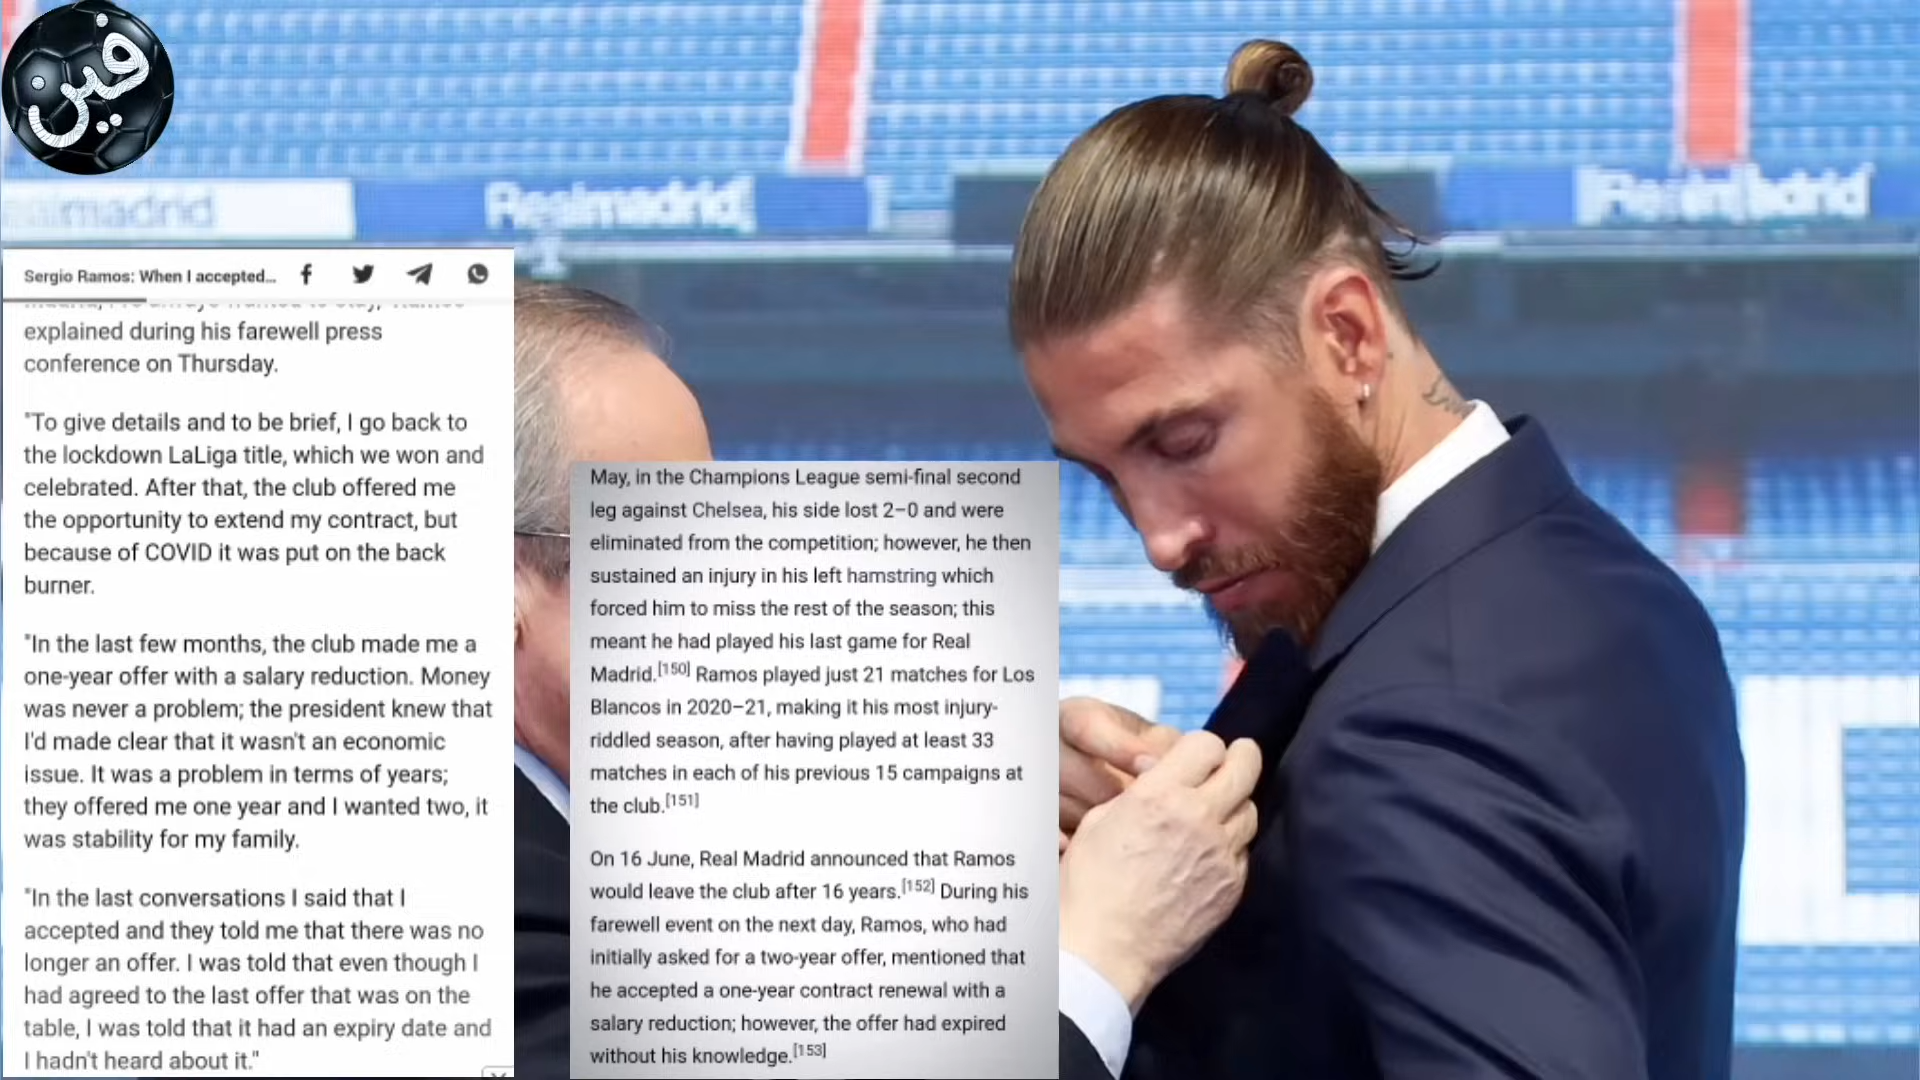 فين
Realmadrid
Sergio Ramos: When I accepted...
explained during his farewell press
conference on Thursday.
"To give details and to be brief, I go back to
the lockdown LaLiga title, which we won and
celebrated. After that, the club offered me
the opportunity to extend my contract, but
because of COVID it was put on the back
burner.
"In the last few months, the club made me a
one-year offer with a salary reduction. Money
was never a problem; the president knew that
I'd made clear that it wasn't an economic
issue. It was a problem in terms of years;
they offered me one year and I wanted two, it
was stability for my family.
"In the last conversations I said that I
accepted and they told me that there was no
longer an offer. I was told that even though I
had agreed to the last offer that was on the
table, I was told that it had an expiry date and
I hadn't heard about it."
May, in the Champions League semi-final second
leg against Chelsea, his side lost 2–0 and were
eliminated from the competition; however, he then
sustained an injury in his left hamstring which
forced him to miss the rest of the season; this
meant he had played his last game for Real
Madrid.[150] Ramos played just 21 matches for Los
Blancos in 2020–21, making it his most injury-
riddled season, after having played at least 33
matches in each of his previous 15 campaigns at
the club.[151]
On 16 June, Real Madrid announced that Ramos
would leave the club after 16 years.[152] During his
farewell event on the next day, Ramos, who had
initially asked for a two-year offer, mentioned that
he accepted a one-year contract renewal with a
salary reduction; however, the offer had expired
without his knowledge.[153]